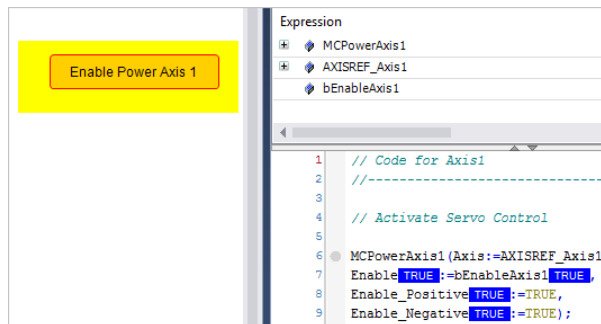 Enable Power Axis 1
Expression
MCPowerAxis1
AXISREF_Axis1
bEnableAxis1
1 // Code for Axis1
2 //------------------------------
3
4 // Activate Servo Control
5
6 MCPowerAxis1(Axis:=AXISREF_Axis1
7 Enable TRUE :=bEnableAxis1 TRUE ,
8 Enable_Positive TRUE :=TRUE,
9 Enable_Negative TRUE :=TRUE);